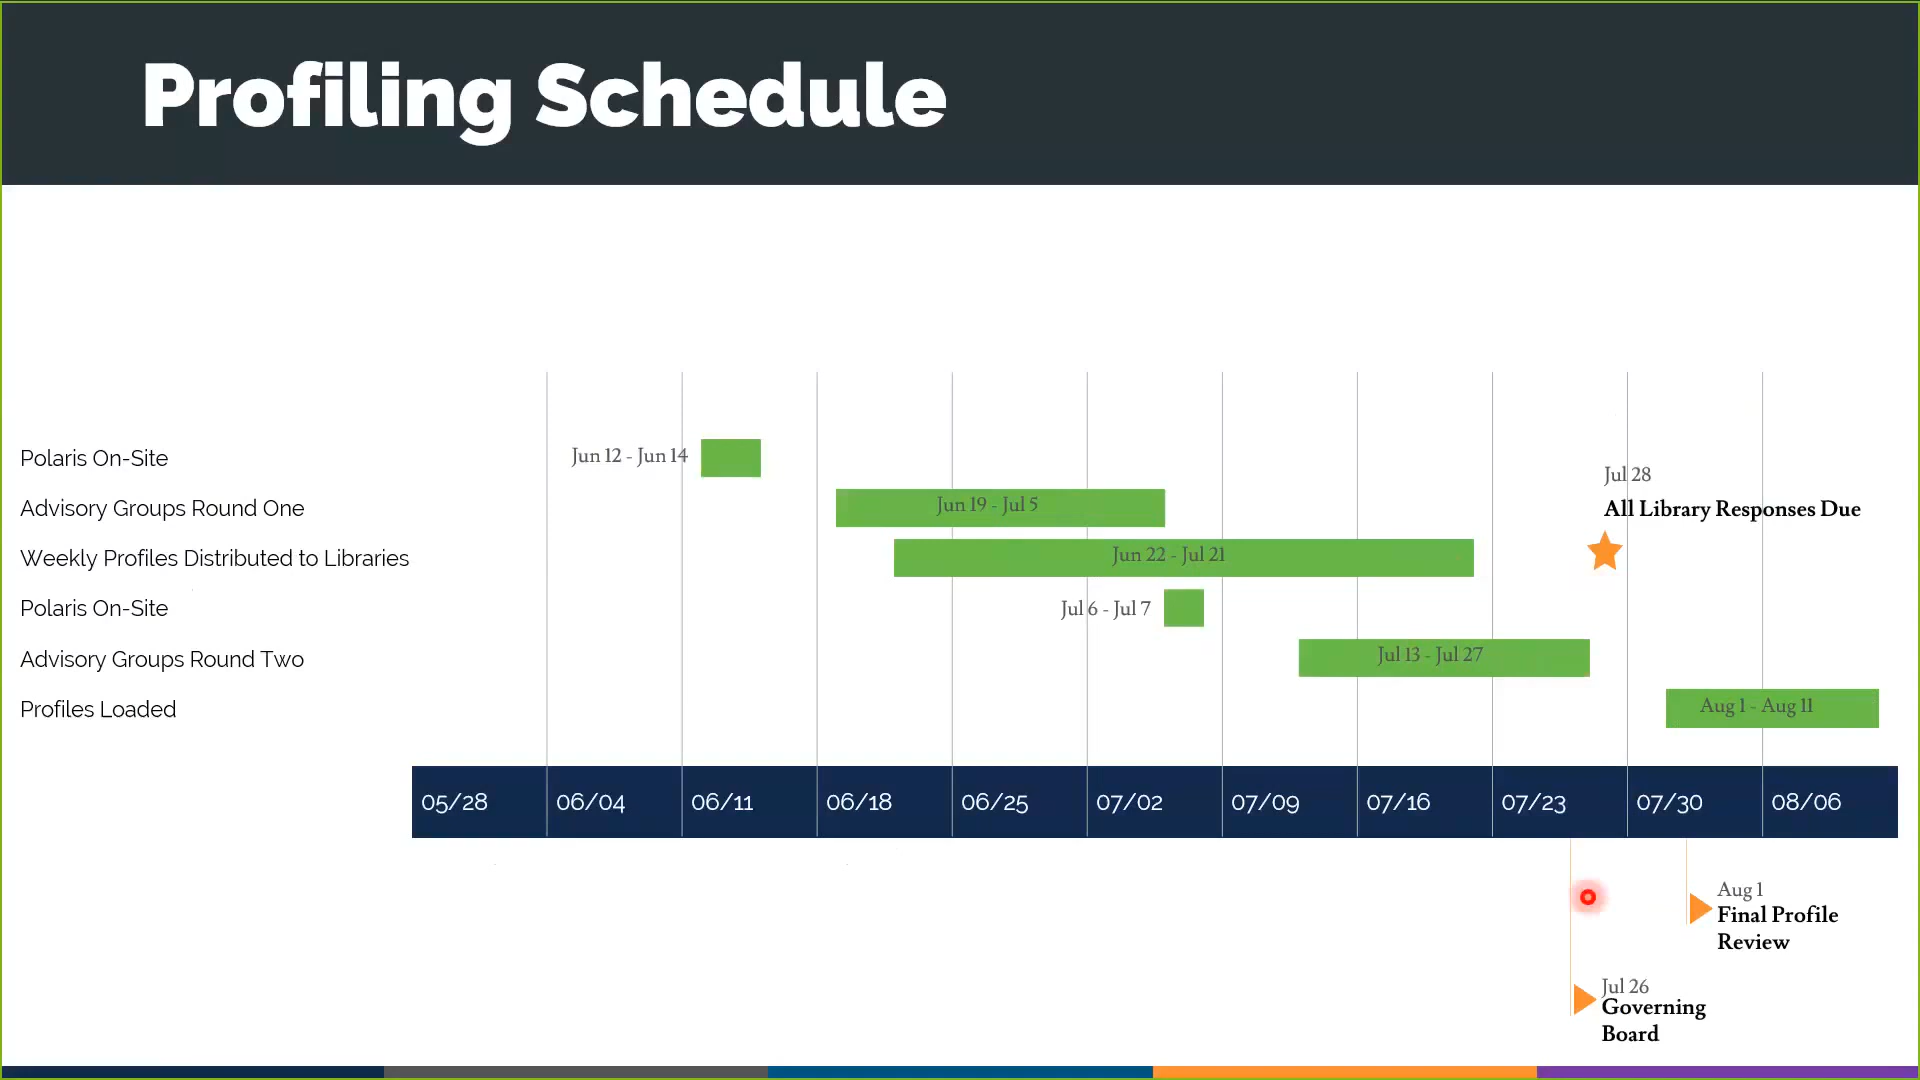 Profiling Schedule
Polaris On-Site
Jun 12 - Jun 14
Jul 28
Advisory Groups Round One
Jun 19 - Jul 5
All Library Responses Due
Weekly Profiles Distributed to Libraries
Jun 22 - Jul 21
Polaris On-Site
Jul 6 - Jul 7
Advisory Groups Round Two
Jul 13 - Jul 27
Profiles Loaded
Aug 1 - Aug 11
05/28 06/04 06/11 06/18 06/25 07/02 07/09 07/16 07/23 07/30 08/06
Aug 1
Final Profile
Review
Jul 26
Governing
Board